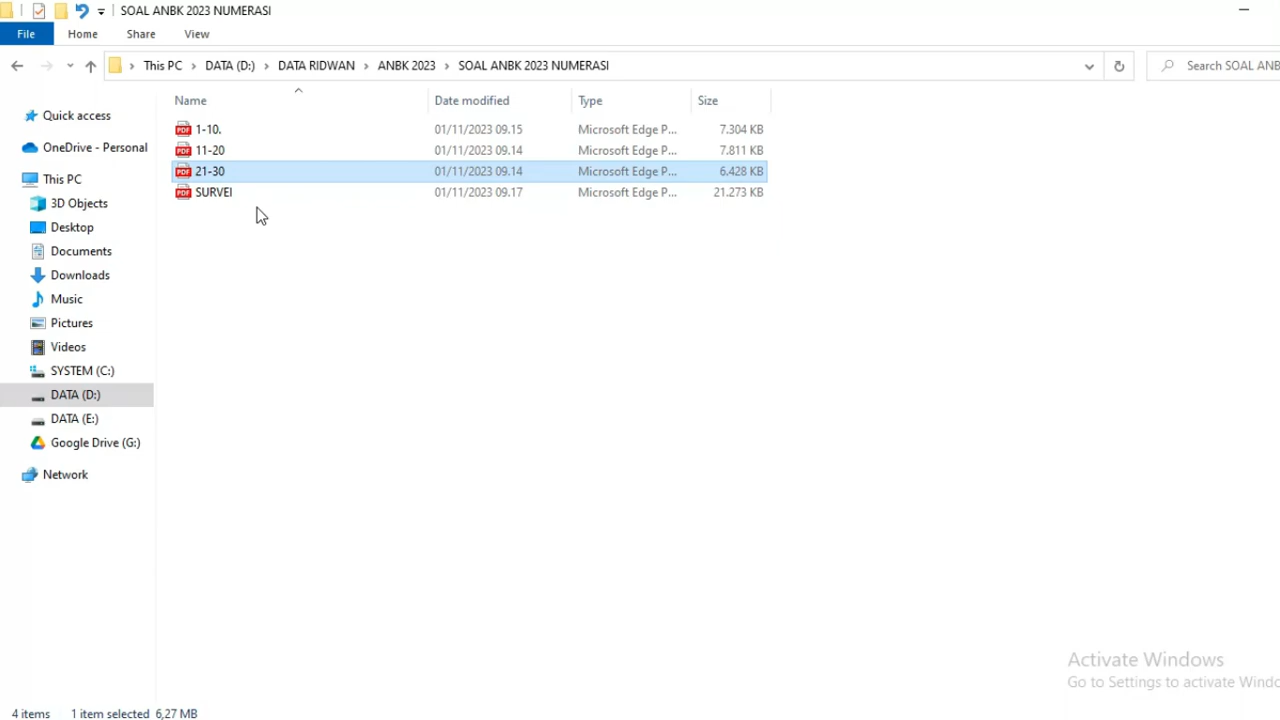 SOAL ANBK 2023 NUMERASI
File Home Share View
This PC > DATA (D:) > DATA RIDWAN > ANBK 2023 > SOAL ANBK 2023 NUMERASI
Search SOAL ANB
Name Date modified Type Size
1-10. 01/11/2023 09.15 Microsoft Edge P... 7.304 KB
11-20 01/11/2023 09.14 Microsoft Edge P... 7.811 KB
21-30 01/11/2023 09.14 Microsoft Edge P... 6.428 KB
SURVEI 01/11/2023 09.17 Microsoft Edge P... 21.273 KB
Quick access
OneDrive - Personal
This PC
3D Objects
Desktop
Documents
Downloads
Music
Pictures
Videos
SYSTEM (C:)
DATA (D:)
DATA (E:)
Google Drive (G:)
Network
Activate Windows
Go to Settings to activate Windo
4 items 1 item selected 6,27 MB